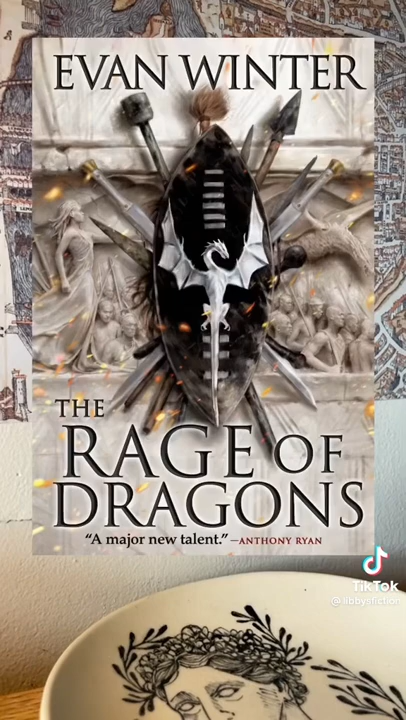 EVAN WINTER
THE
RAGE OF
DRAGONS
“A major new talent.” —ANTHONY RYAN
TikTok
@libbysfiction